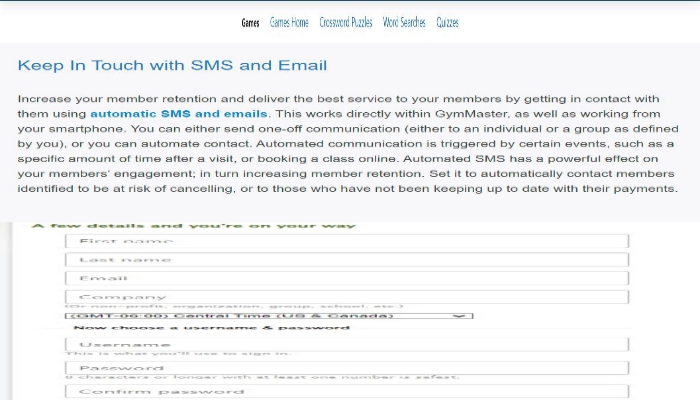 Games Games Home Crossword Puzzles Word Searches Quizzes
Keep In Touch with SMS and Email
Increase your member retention and deliver the best service to your members by getting in contact with
them using automatic SMS and emails. This works directly within GymMaster, as well as working from
your smartphone. You can either send one-off communication (either to an individual or a group as defined
by you), or you can automate contact. Automated communication is triggered by certain events, such as a
specific amount of time after a visit, or booking a class online. Automated SMS has a powerful effect on
your members' engagement; in turn increasing member retention. Set it to automatically contact members
identified to be at risk of cancelling, or to those who have not been keeping up to date with their payments.
A few details and you're on your way
First name
Last name
Email
Company
(Or non-profit, organization, group, school, etc.)
(GMT-06:00) Central Time (US & Canada)
Now choose a username & password
Username
This is what you'll use to sign in.
Password
6 characters or longer with at least one number is safest.
Confirm password